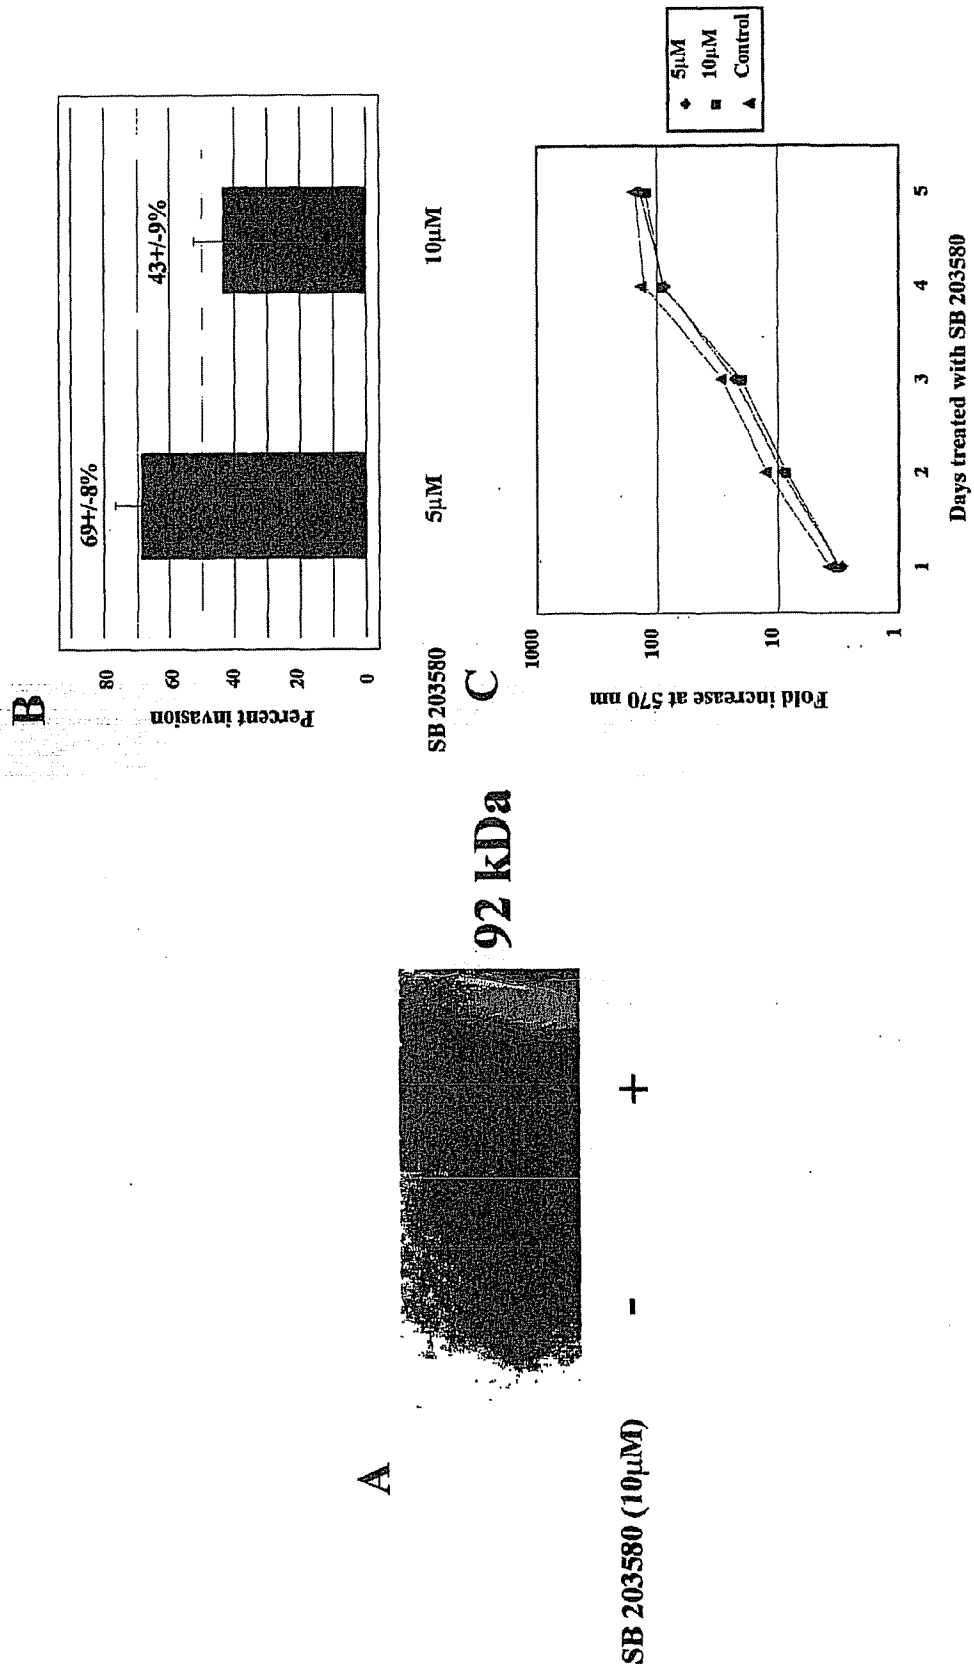 A
92 kDa
SB 203580 (10µM)
-
+
B
Percent invasion
80
60
40
20
0
69+/-8%
43+/-9%
SB 203580
5µM
10µM
C
Fold increase at 570 nm
1000
100
10
1
1
2
3
4
5
Days treated with SB 203580
5µM
10µM
Control